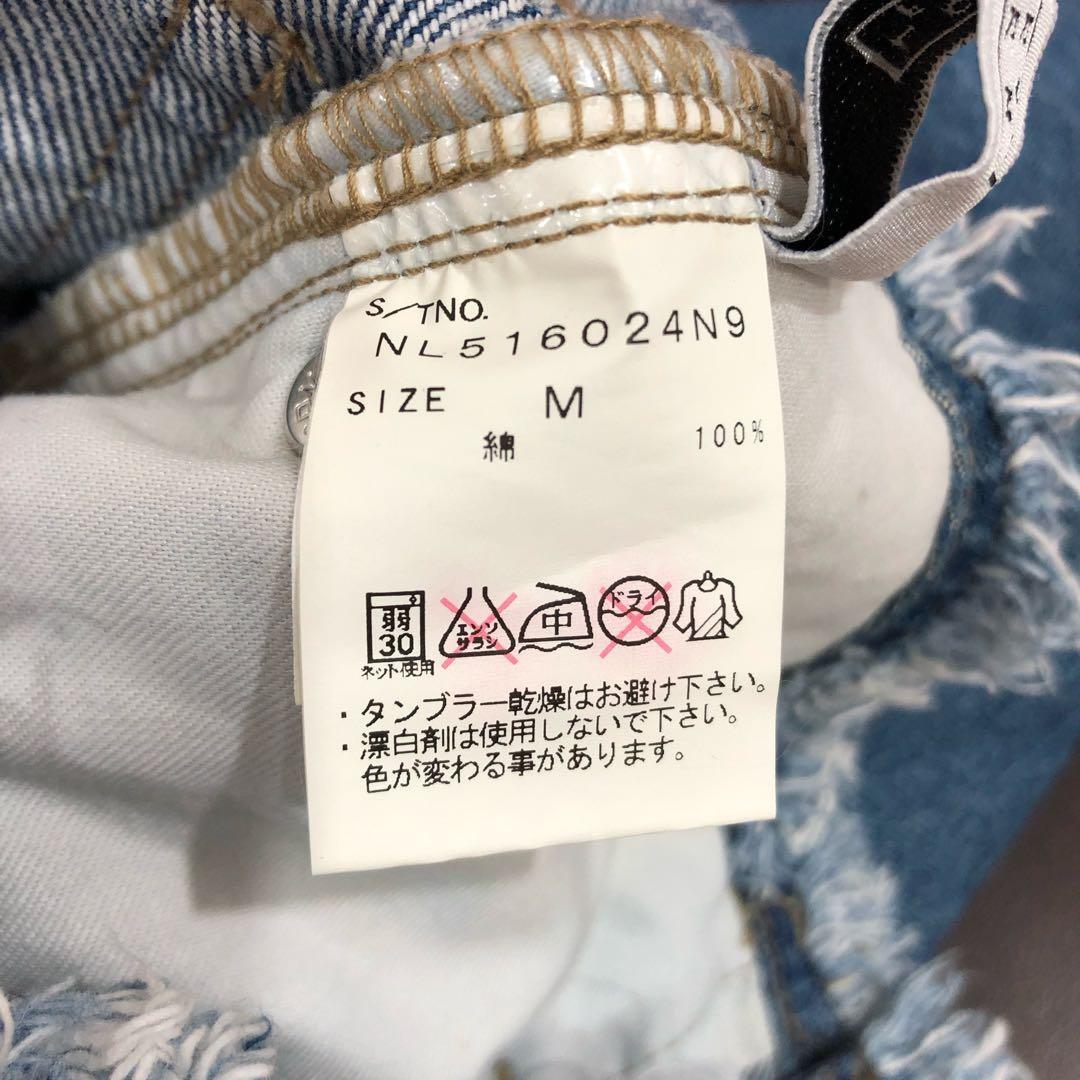 S/TNO.
NL516024N9
SIZE M
綿 100%
弱
30
ネット使用
エンソ
サラシ
中
ドライ
・タンブラー乾燥はお避け下さい。
・漂白剤は使用しないで下さい。
色が変わる事があります。